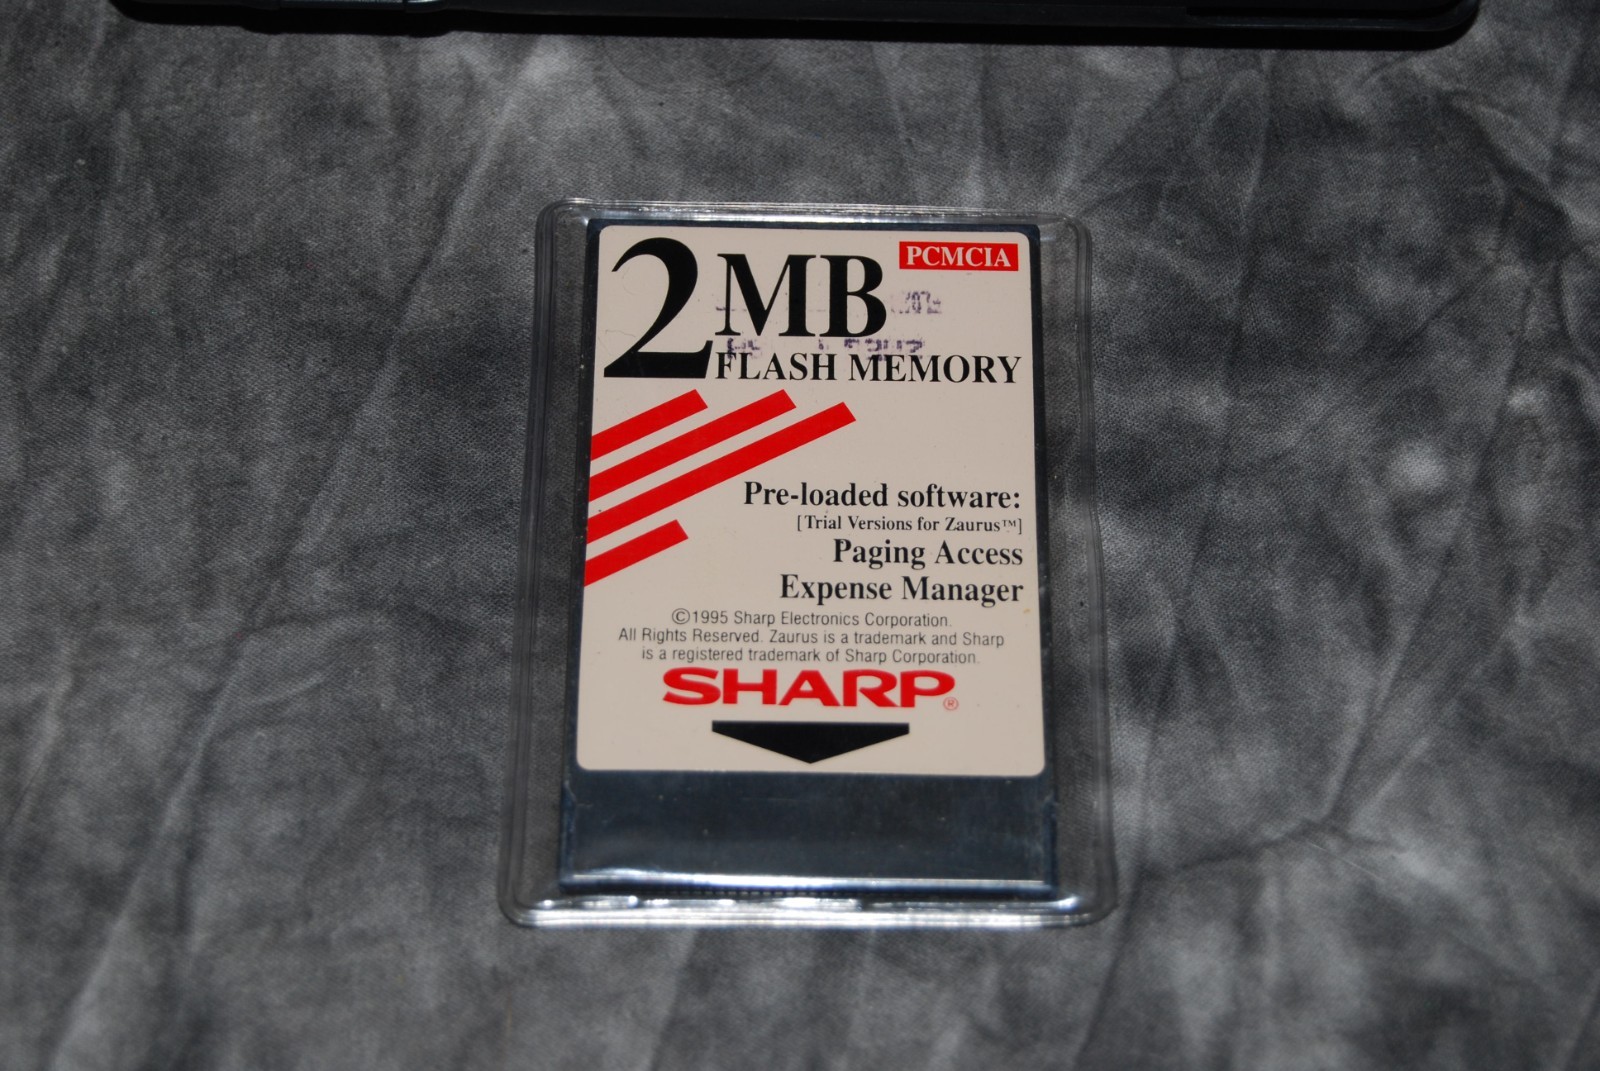 PCMCIA
2MB
FLASH MEMORY
Pre-loaded software:
[Trial Versions for Zaurus™]
Paging Access
Expense Manager
©1995 Sharp Electronics Corporation.
All Rights Reserved. Zaurus is a trademark and Sharp
is a registered trademark of Sharp Corporation.
SHARP®